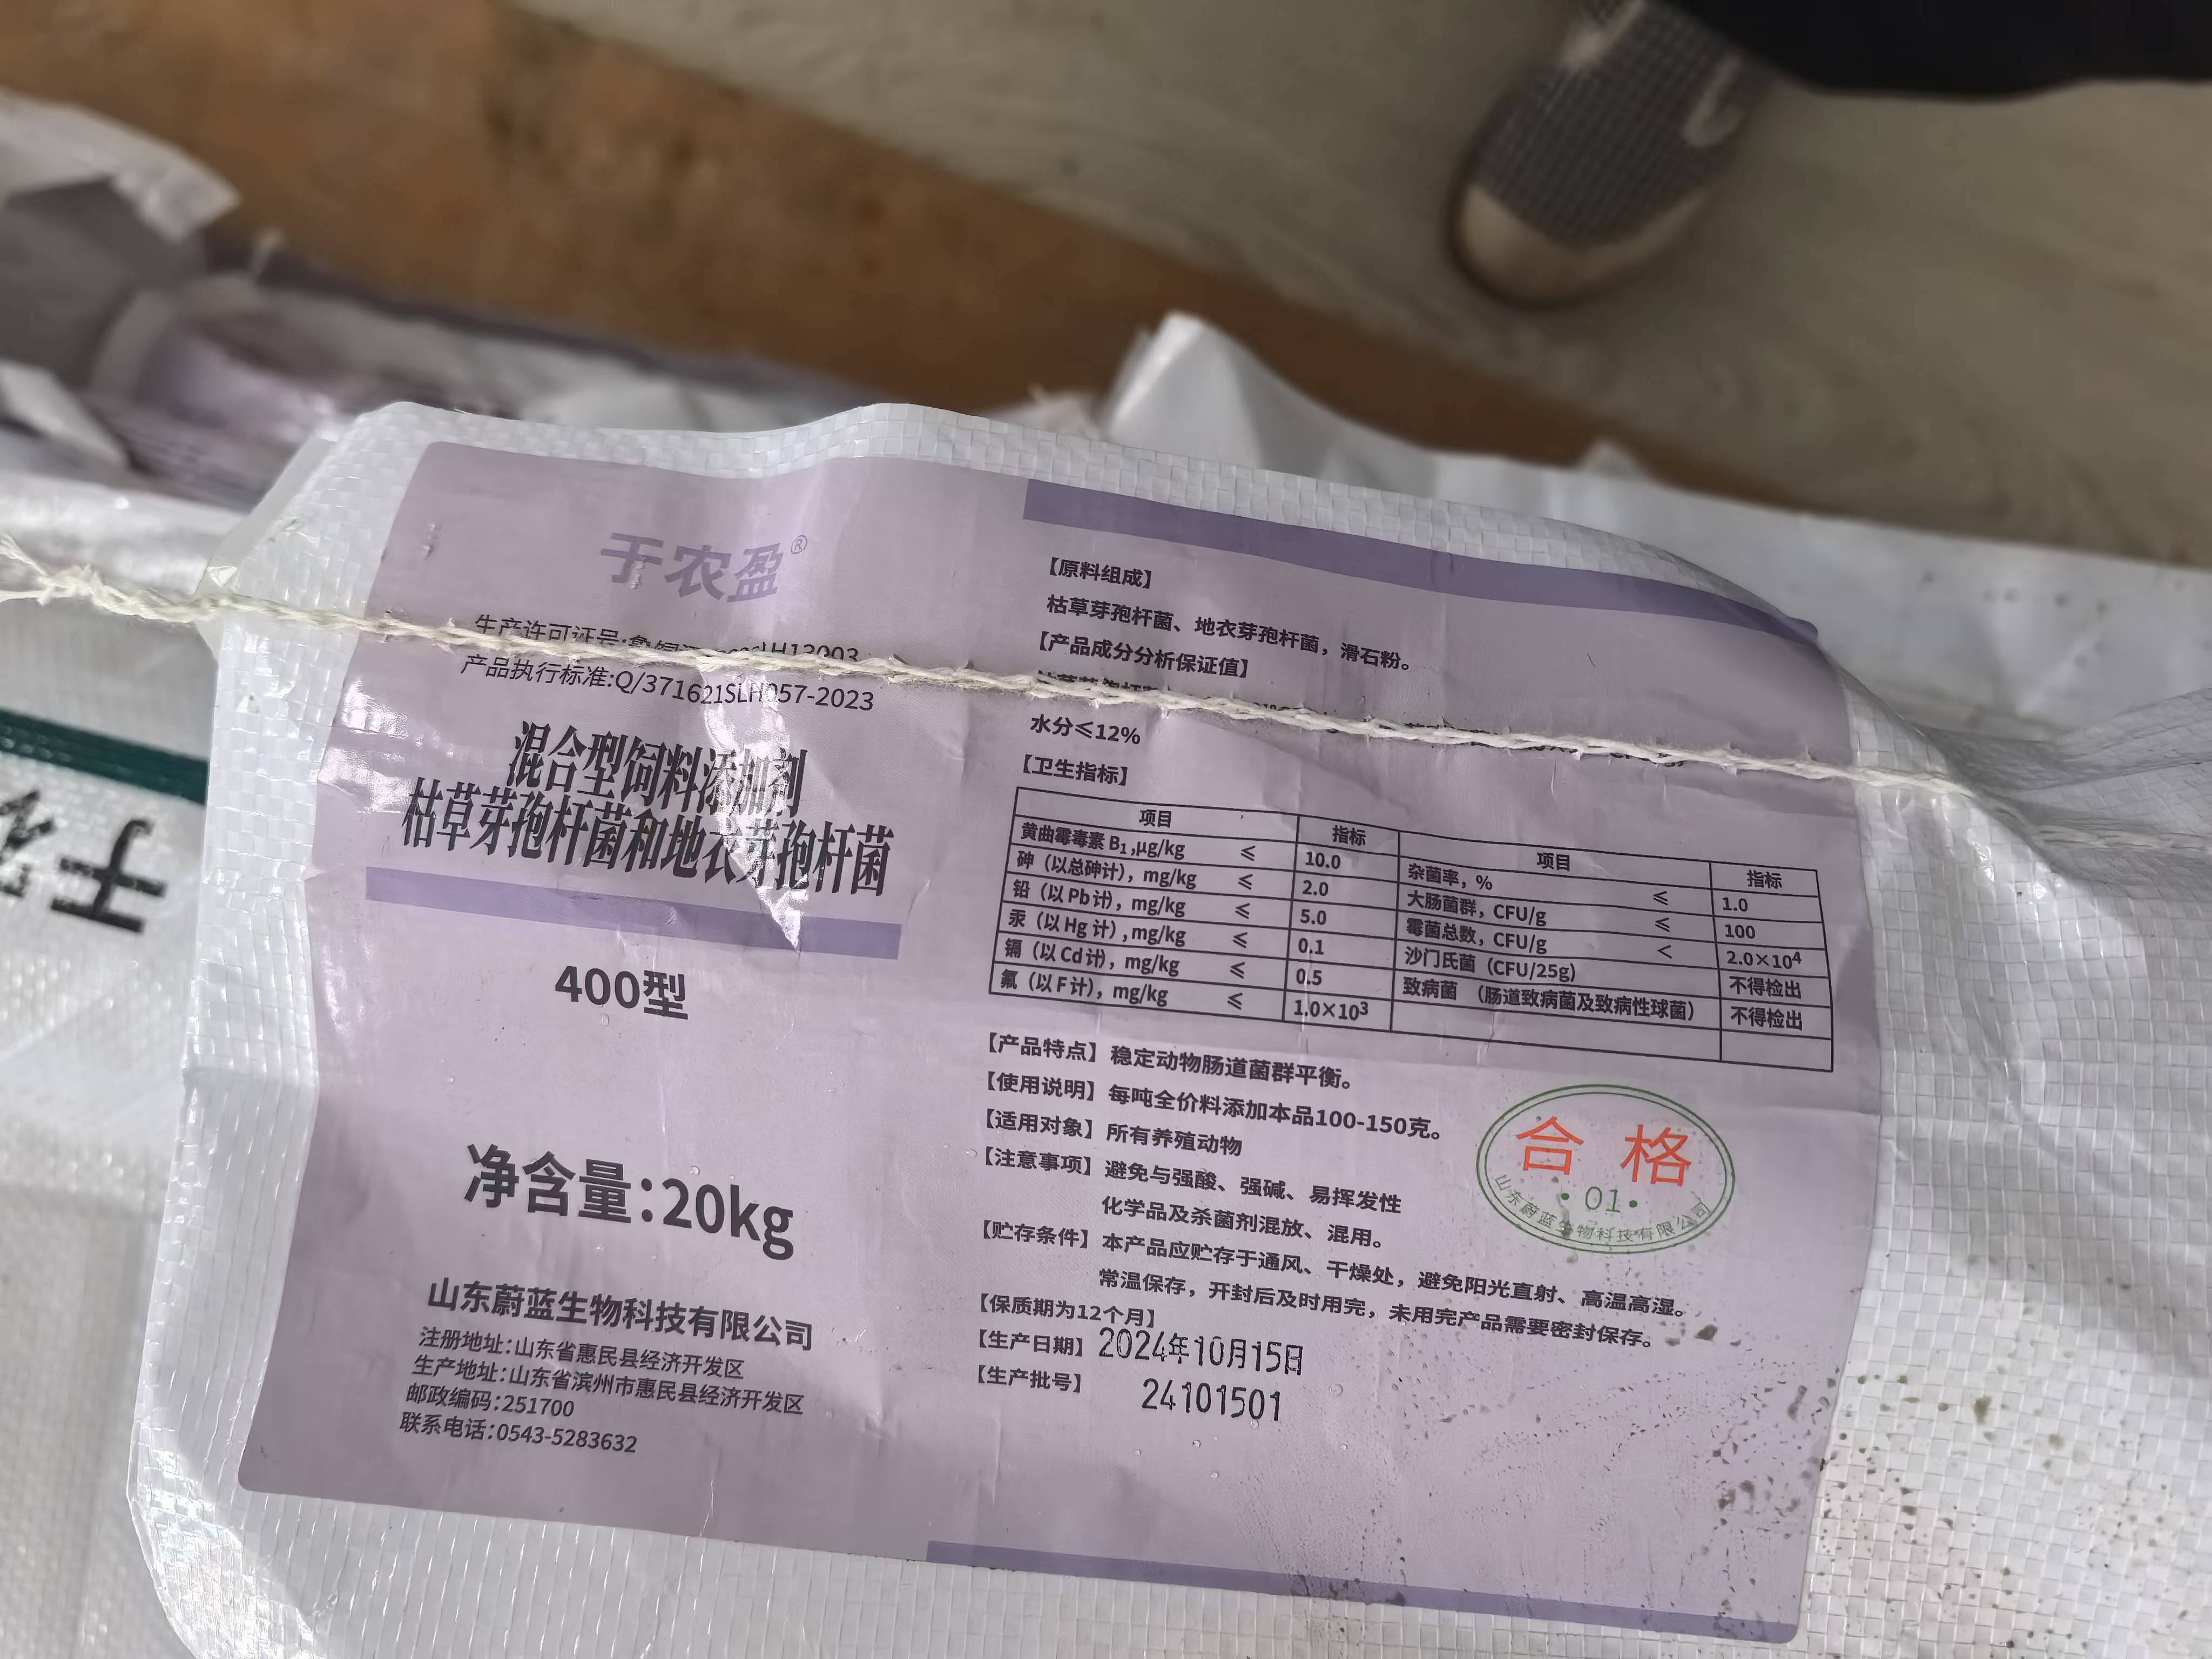 于农盈®
生产许可证号:鲁饲添 H13003
产品执行标准:Q/371621SLH057-2023
混合型饲料添加剂
枯草芽孢杆菌和地衣芽孢杆菌
400型
净含量:20kg
山东蔚蓝生物科技有限公司
注册地址:山东省惠民县经济开发区
生产地址:山东省滨州市惠民县经济开发区
邮政编码:251700
联系电话:0543-5283632
【原料组成】
枯草芽孢杆菌、地衣芽孢杆菌，滑石粉。
【产品成分分析保证值】
水分≤12%
【卫生指标】
项目 指标 项目 指标
黄曲霉毒素 B₁,μg/kg ≤ 10.0 杂菌率，% ≤ 1.0
砷（以总砷计），mg/kg ≤ 2.0 大肠菌群，CFU/g ≤ 100
铅（以 Pb 计），mg/kg ≤ 5.0 霉菌总数，CFU/g < 2.0×10⁴
汞（以 Hg 计）,mg/kg ≤ 0.1 沙门氏菌（CFU/25g) 不得检出
镉（以 Cd 计)，mg/kg ≤ 0.5 致病菌 （肠道致病菌及致病性球菌） 不得检出
氟（以 F 计)，mg/kg ≤ 1.0×10³
【产品特点】稳定动物肠道菌群平衡。
【使用说明】每吨全价料添加本品100-150克。
【适用对象】所有养殖动物
【注意事项】避免与强酸、强碱、易挥发性
化学品及杀菌剂混放、混用。
【贮存条件】本产品应贮存于通风、干燥处，避免阳光直射、高温高湿。
常温保存，开封后及时用完，未用完产品需要密封保存。
【保质期为12个月】
【生产日期】2024年10月15日
【生产批号】 24101501
合 格
•01•
山东蔚蓝生物科技有限公司
于